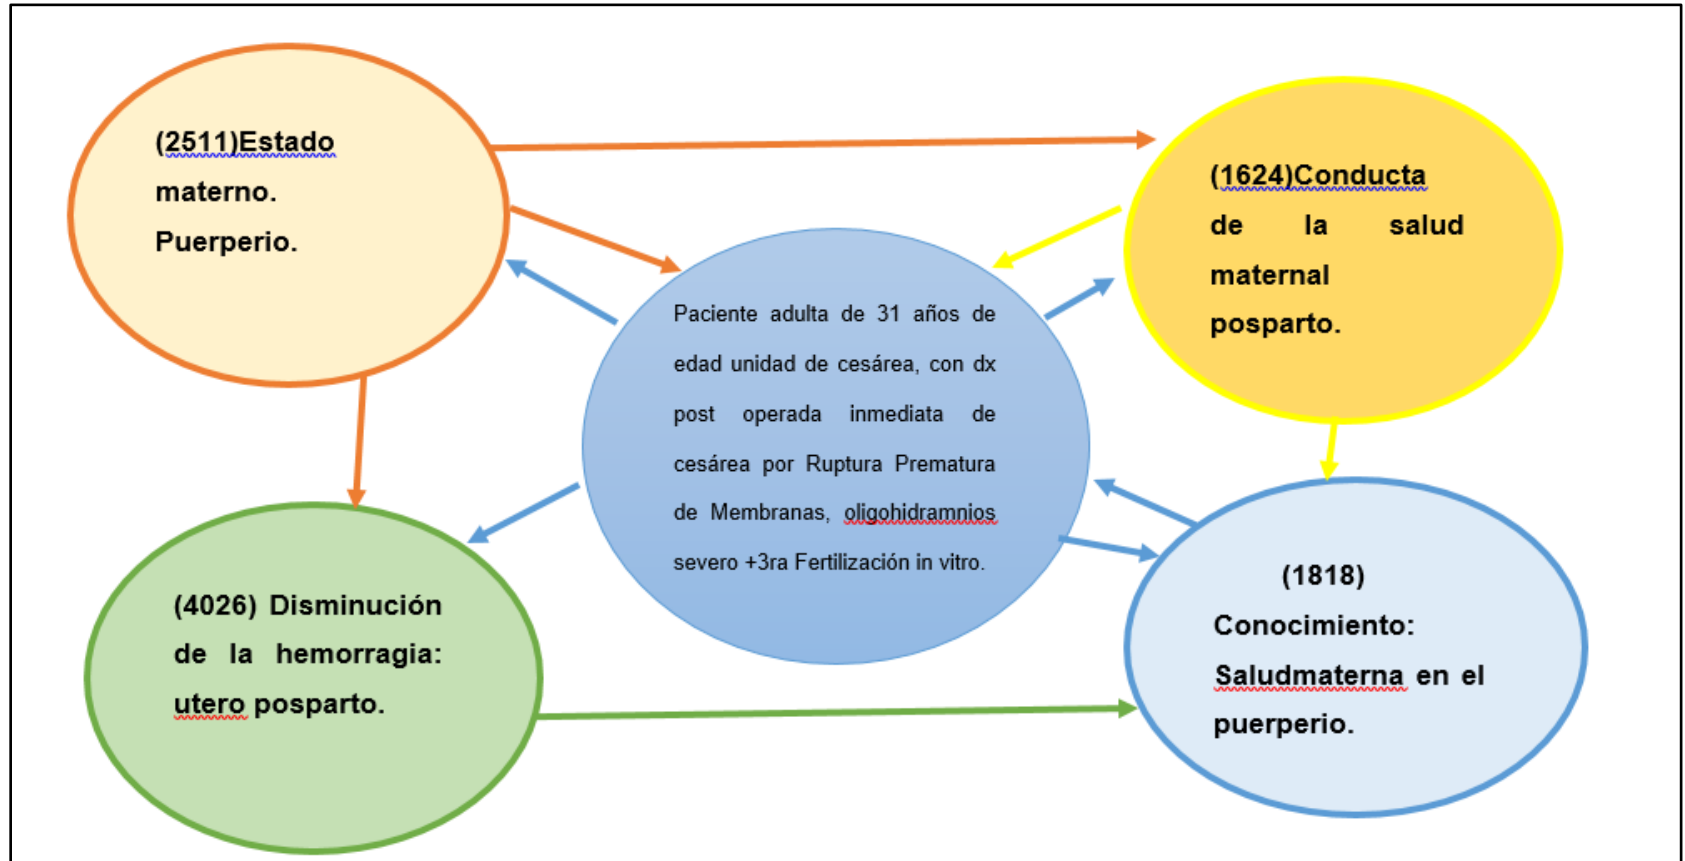 (2511)Estado
materno.
Puerperio.
(1624)Conducta
de la salud
maternal
posparto.
Paciente adulta de 31 años de
edad unidad de cesárea, con dx
post operada inmediata de
cesárea por Ruptura Prematura
de Membranas, oligohidramnios
severo +3ra Fertilización in vitro.
(4026) Disminución
de la hemorragia:
utero posparto.
(1818)
Conocimiento:
Saludmaterna en el
puerperio.